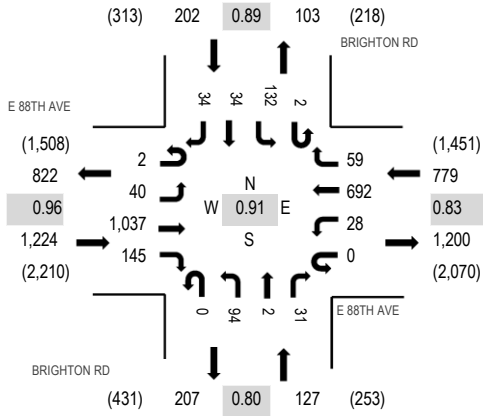 (313) 202 0.89 103 (218)
BRIGHTON RD
34 34 132 2
E 88TH AVE
(1,508) (1,451)
822 2 59 779
40 N 692
0.96 W 0.91 E 0.83
1,037 28
1,224 S 1,200
145 0
(2,210) (2,070)
0 94 2 31
E 88TH AVE
BRIGHTON RD
(431) 207 0.80 127 (253)